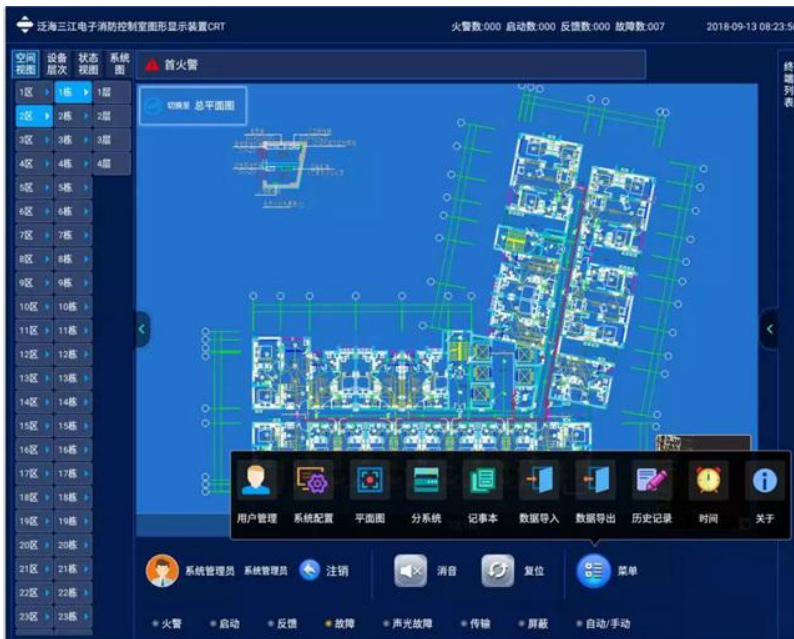 泛海三江电子消防控制室图形显示装置CRT
火警数:000 启动数:000 反馈数:000 故障数:007
2018-09-13 08:23:5
空间视图 设备层次 状态视图 系统图
首火警
终端列表
切换至 总平面图
1区 1栋 1层
2区 2栋 2层
3区 3栋 3层
4区 4栋 4层
5区 5栋
6区 6栋
7区 7栋
8区 8栋
9区 9栋
10区 10栋
11区 11栋
12区 12栋
13区 13栋
14区 14栋
15区 15栋
16区 16栋
17区 17栋
18区 18栋
19区 19栋
20区 20栋
21区 21栋
22区 22栋
23区 23栋
用户管理 系统配置 平面图 分系统 记事本 数据导入 数据导出 历史记录 时间 关于
系统管理员 系统管理员 注销 消音 复位 菜单
火警 启动 反馈 故障 声光故障 传输 屏蔽 自动/手动